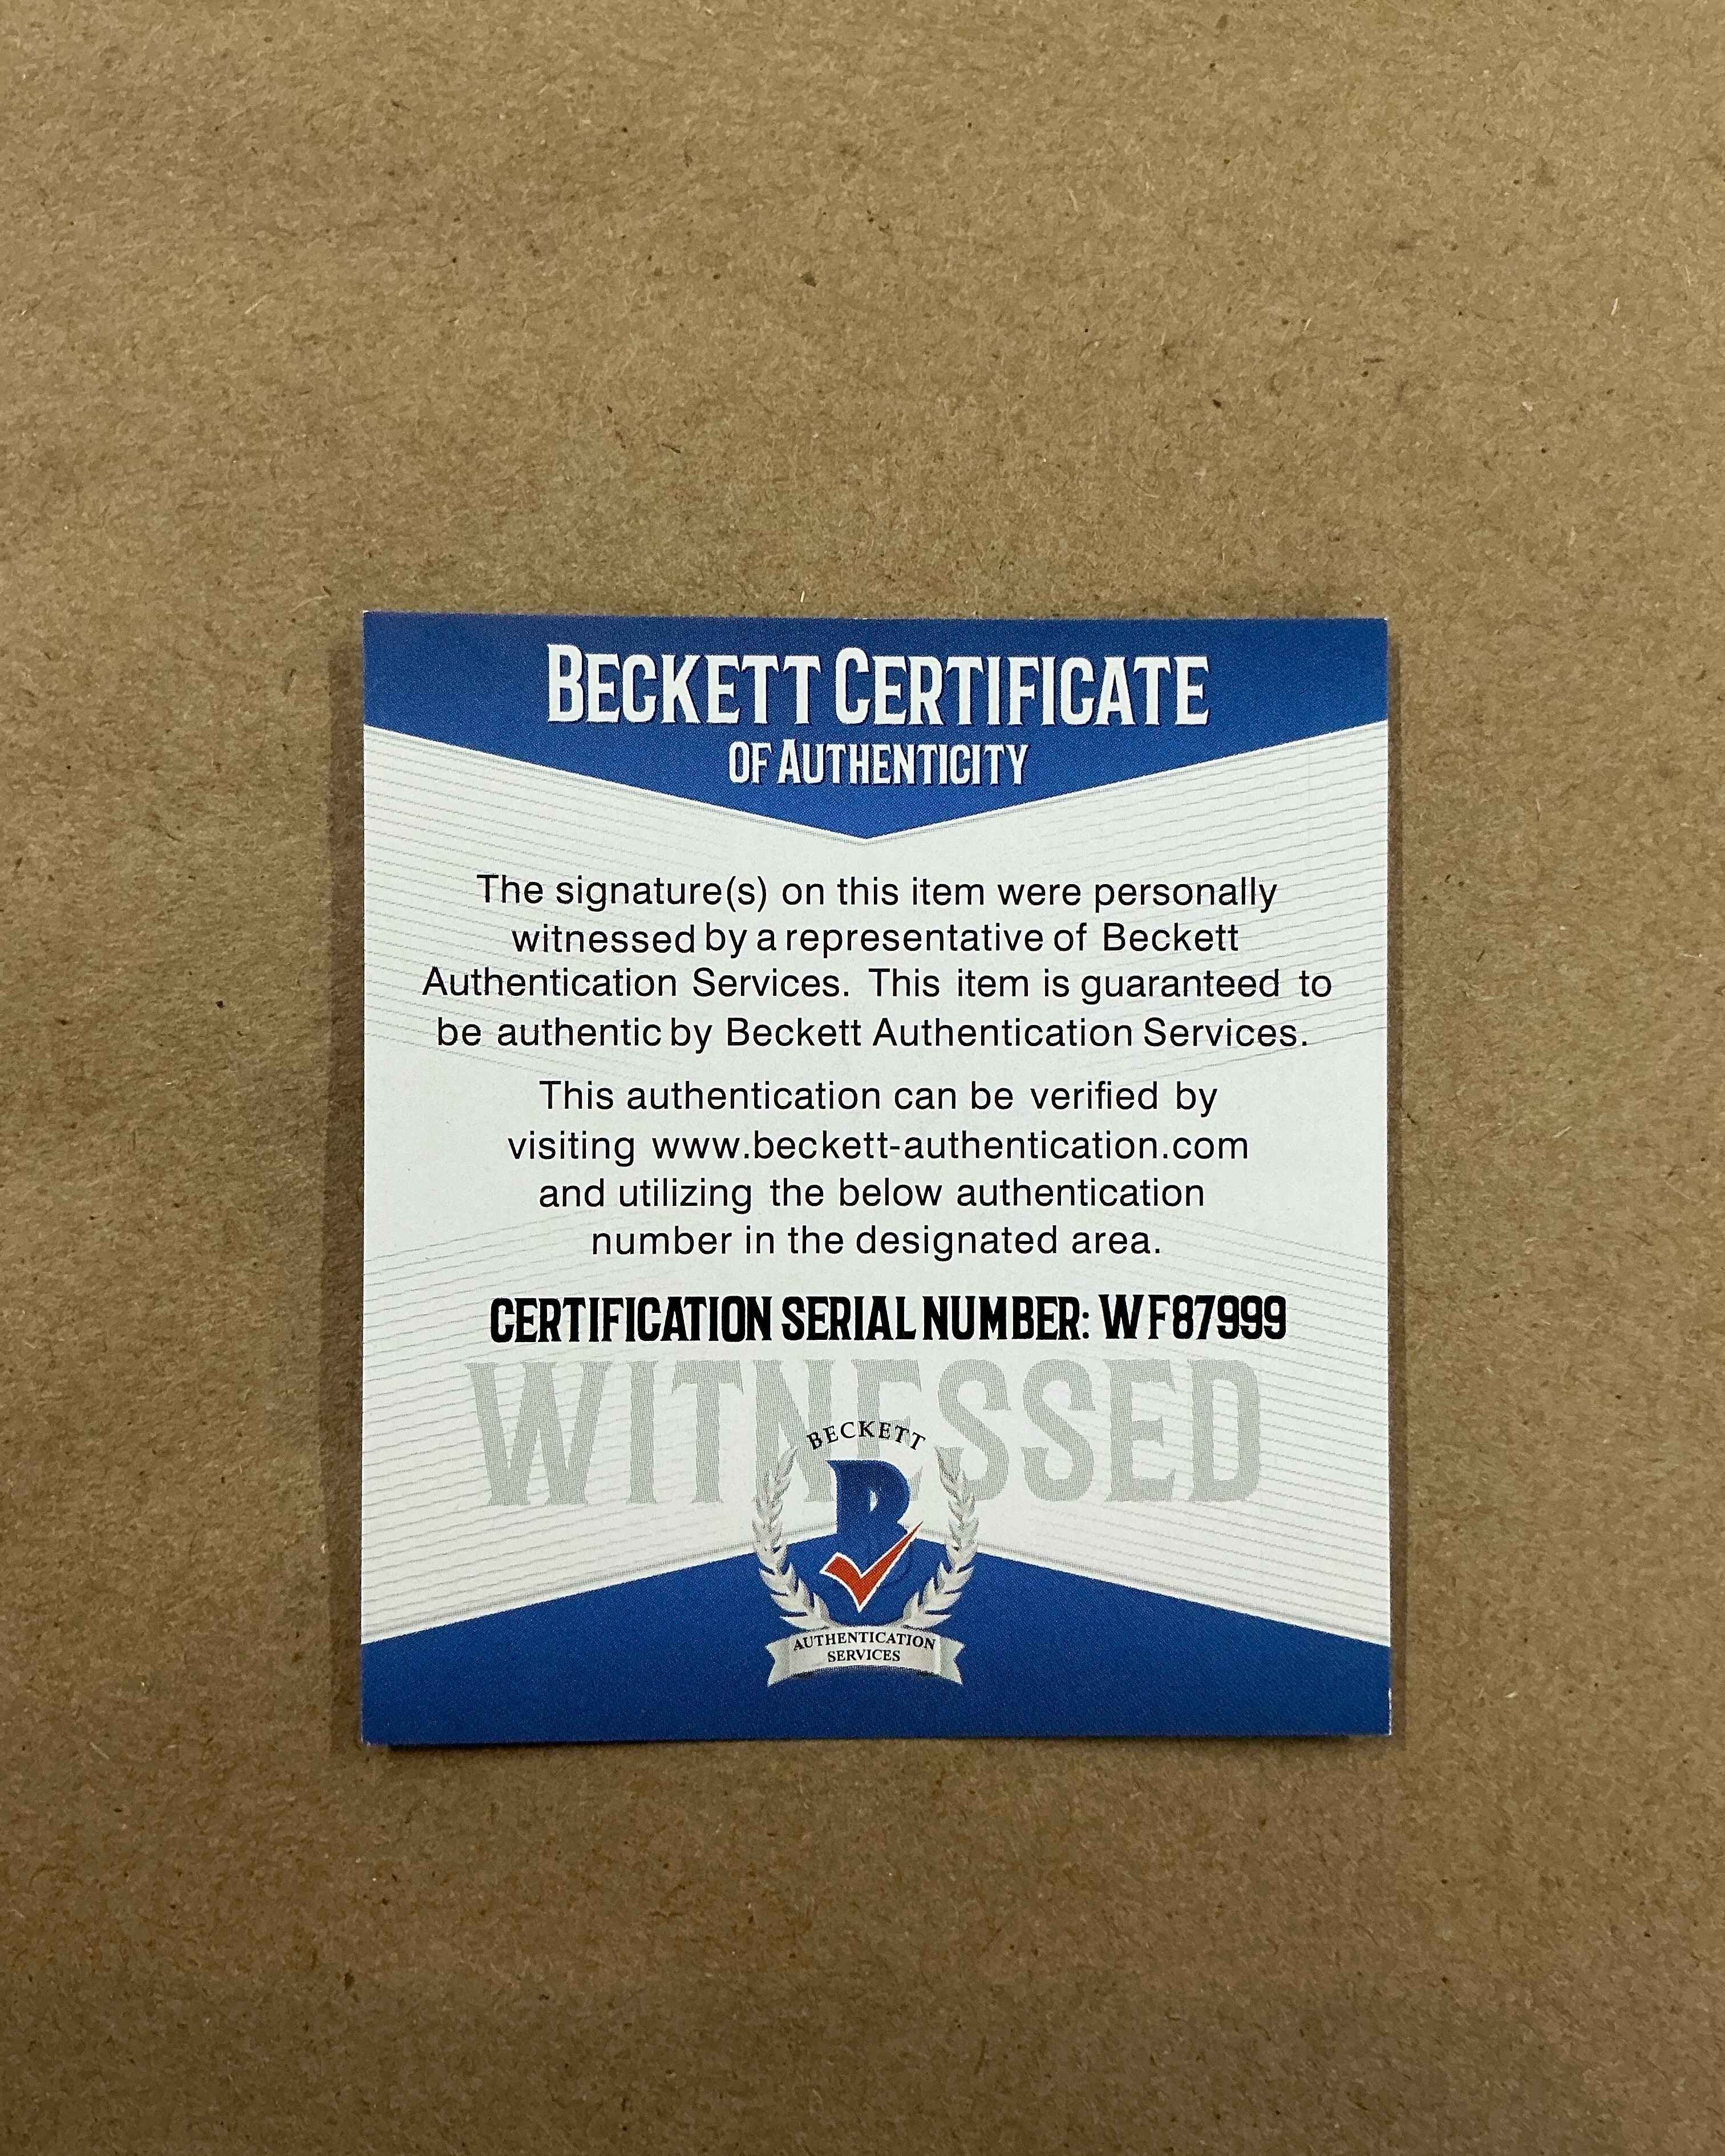 BECKETT CERTIFICATE
OF AUTHENTICITY
The signature(s) on this item were personally
witnessed by a representative of Beckett
Authentication Services. This item is guaranteed to
be authentic by Beckett Authentication Services.
This authentication can be verified by
visiting www.beckett-authentication.com
and utilizing the below authentication
number in the designated area.
CERTIFICATION SERIAL NUMBER: WF87999
WITNESSED
BECKETT
B
AUTHENTICATION
SERVICES